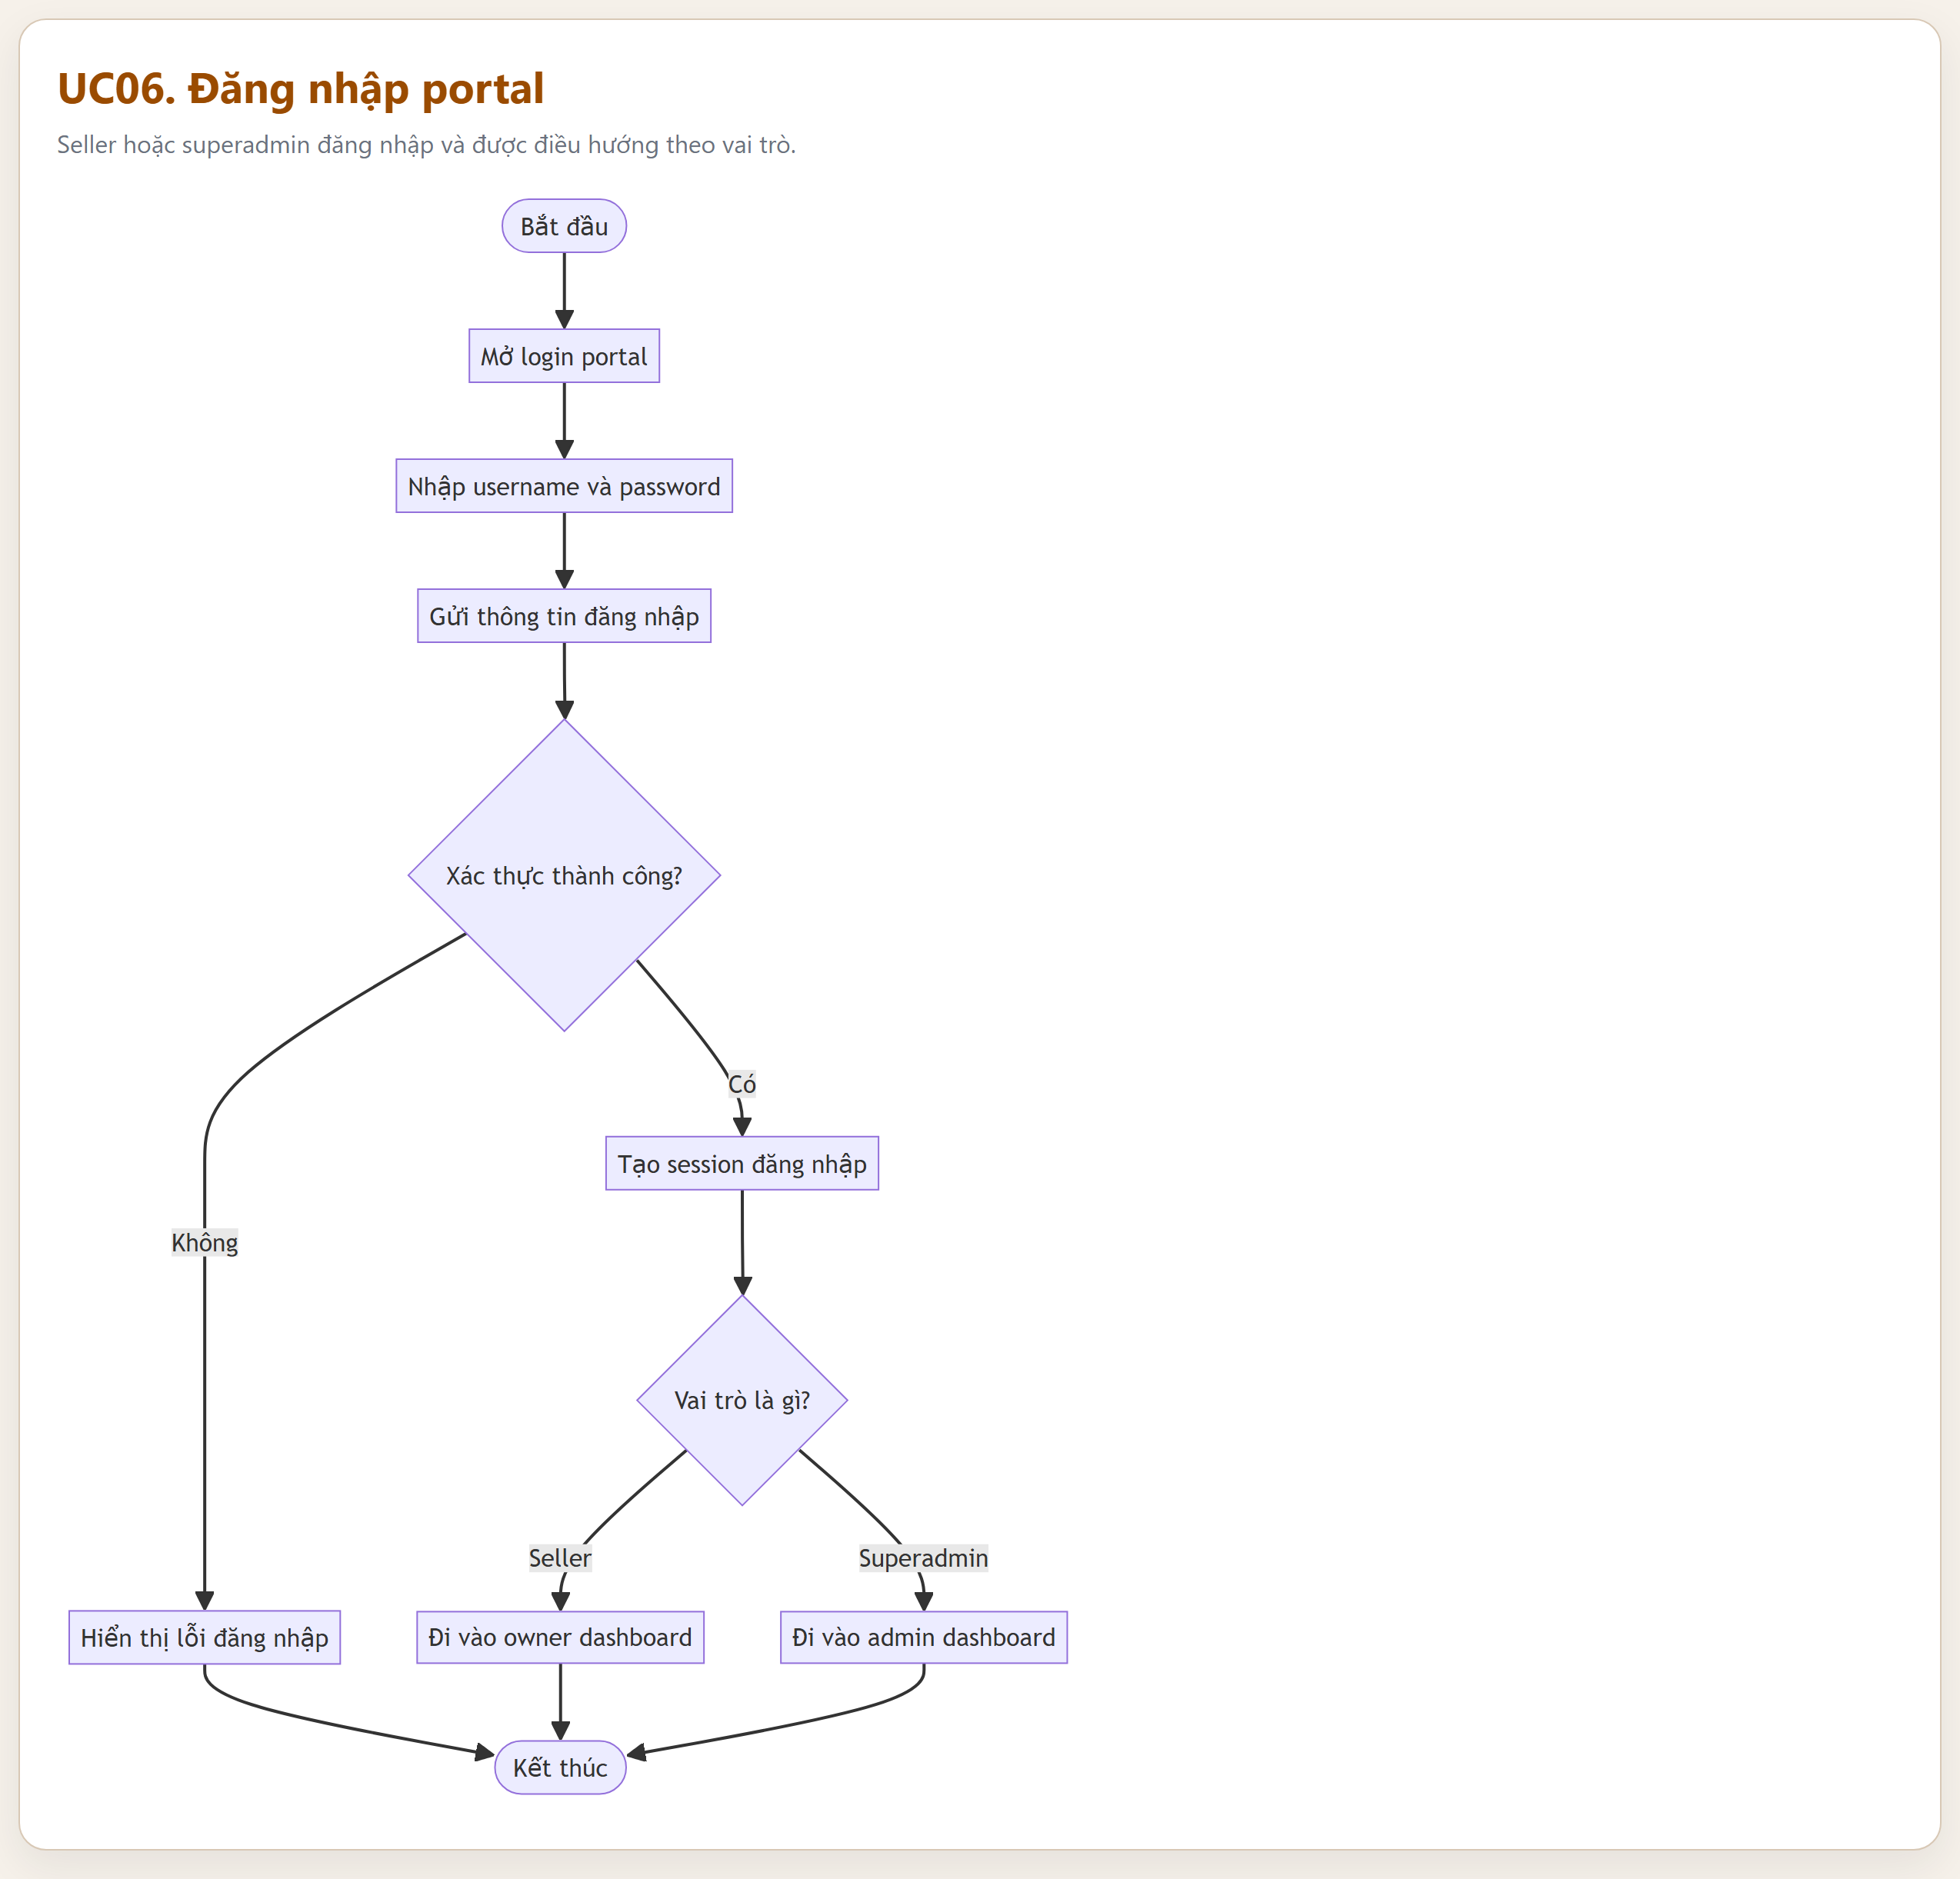 UC06. Đăng nhập portal
Seller hoặc superadmin đăng nhập và được điều hướng theo vai trò.
Bắt đầu
Mở login portal
Nhập username và password
Gửi thông tin đăng nhập
Xác thực thành công?
Có
Tạo session đăng nhập
Không
Vai trò là gì?
Seller
Superadmin
Hiển thị lỗi đăng nhập
Đi vào owner dashboard
Đi vào admin dashboard
Kết thúc